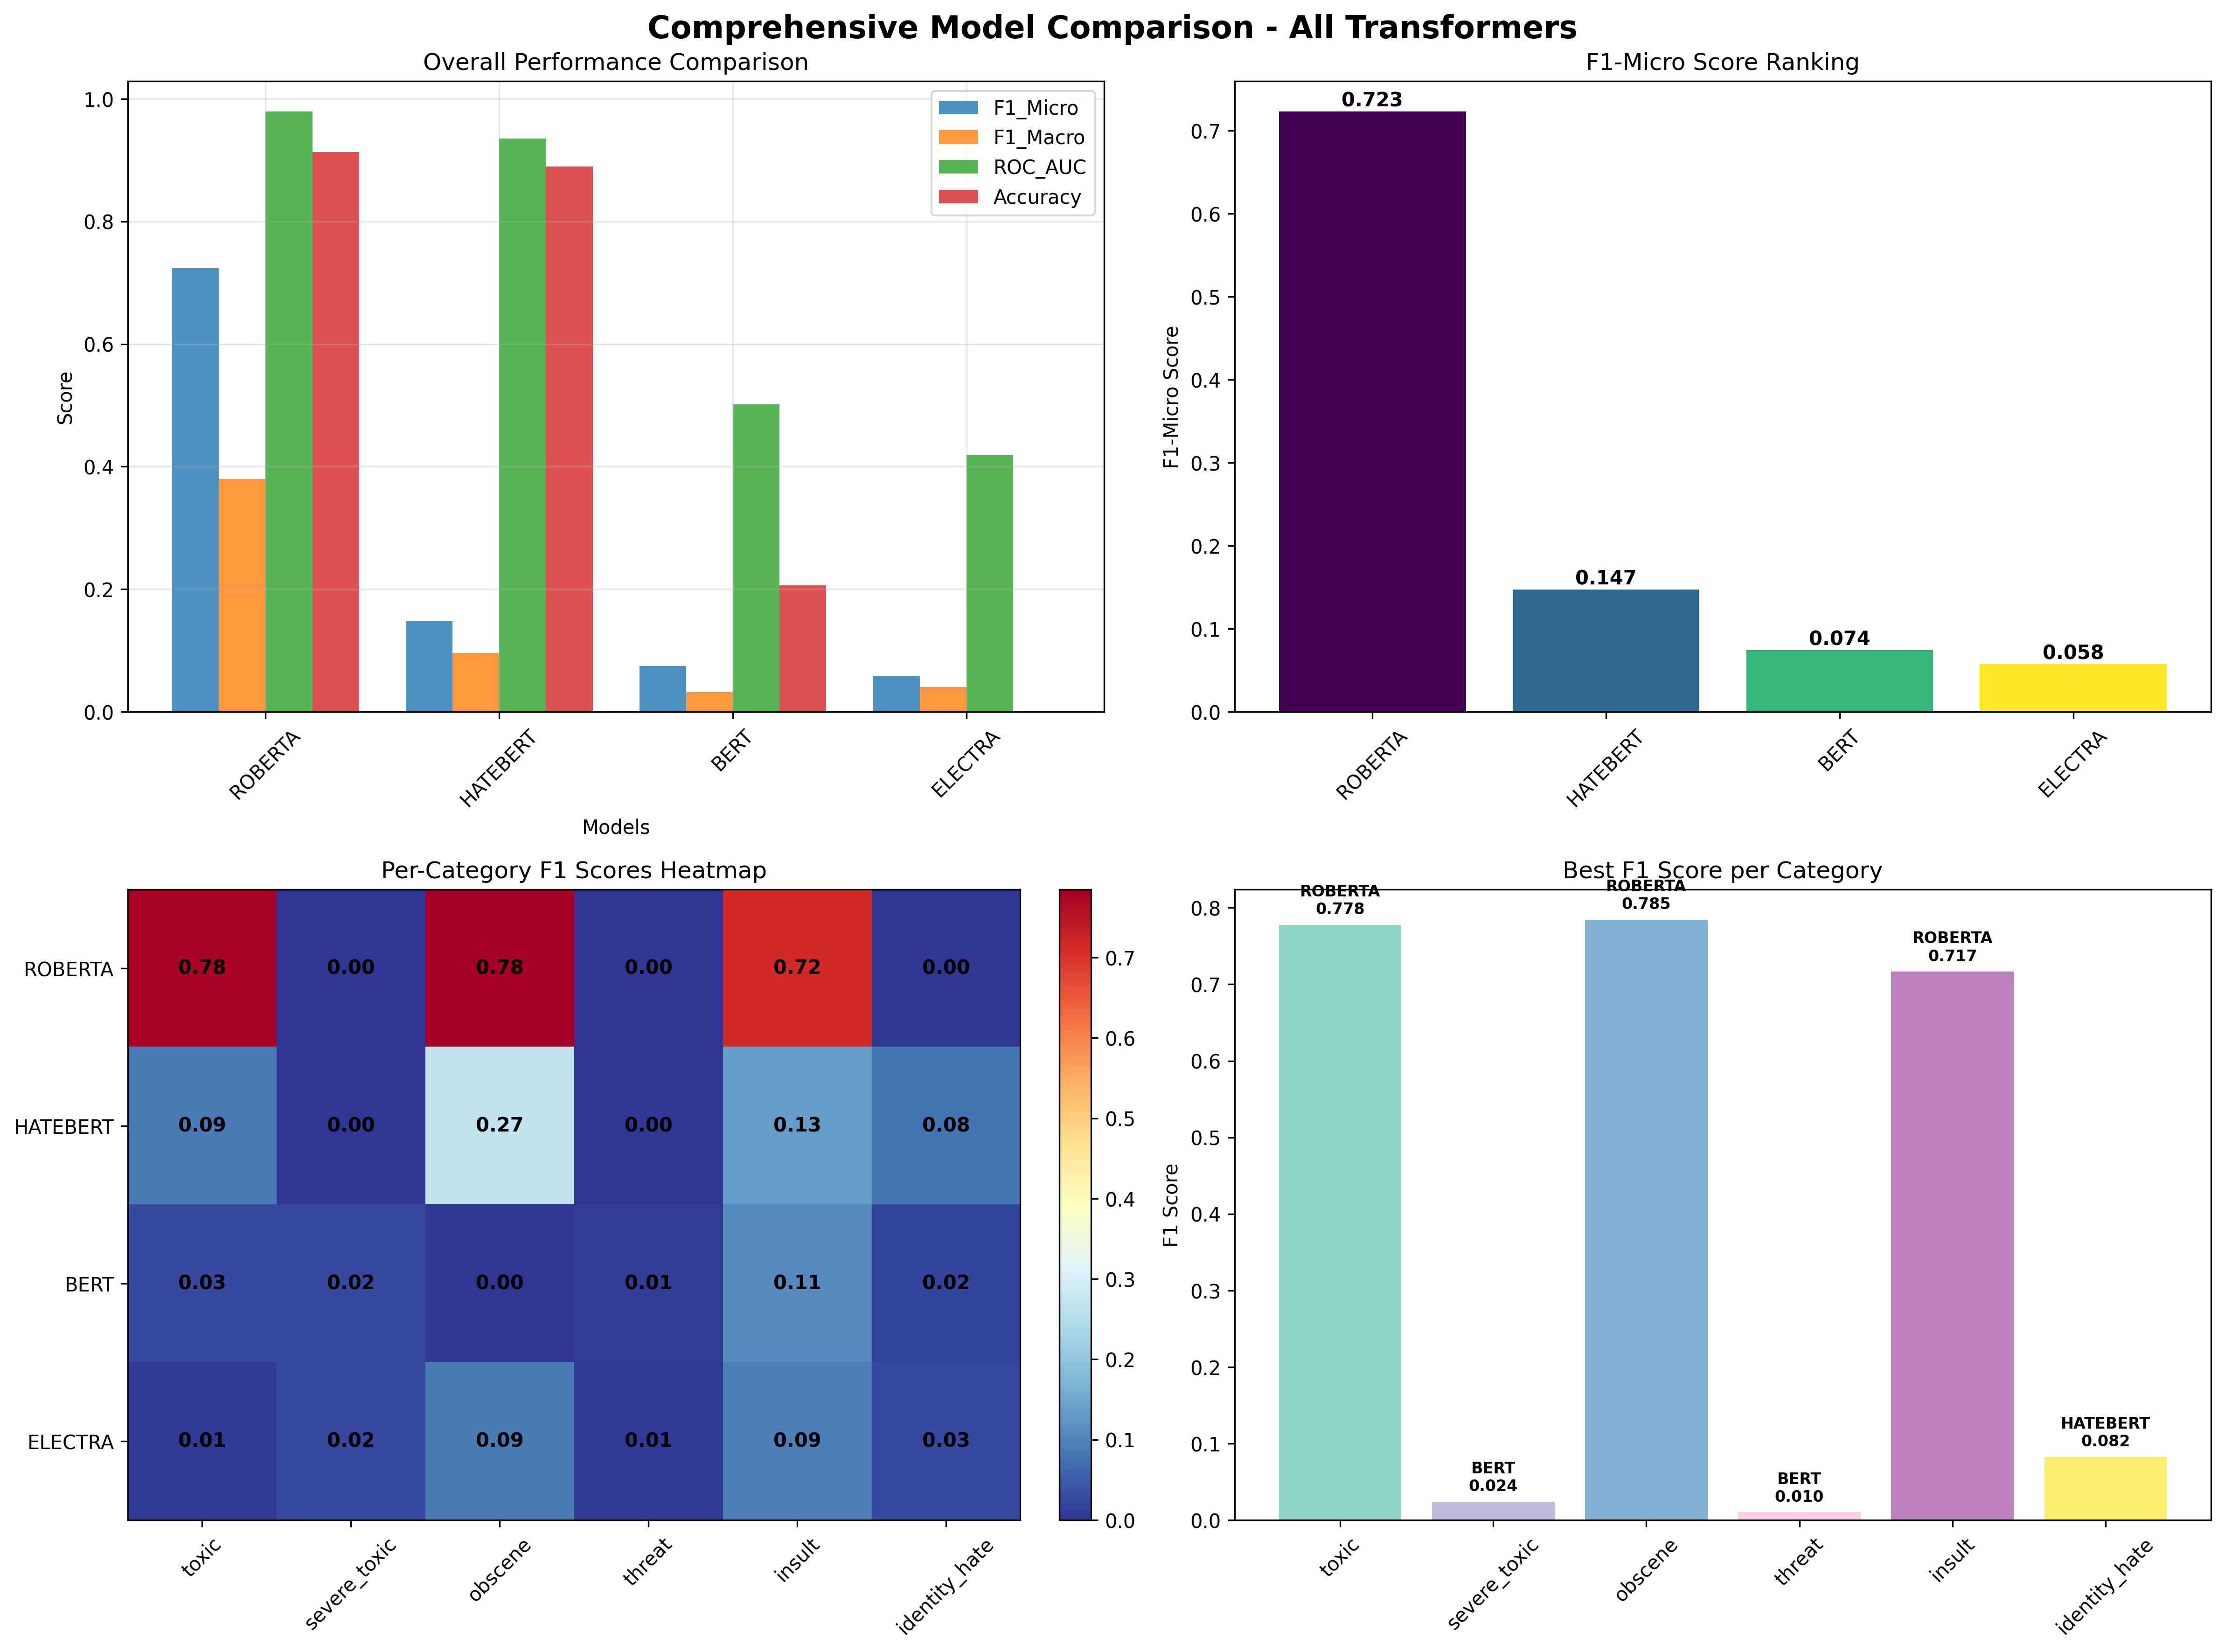 Comprehensive Model Comparison - All Transformers
Overall Performance Comparison
1.0
0.8
0.6
0.4
0.2
0.0
Score
F1_Micro
F1_Macro
ROC_AUC
Accuracy
ROBERTA
HATEBERT
BERT
ELECTRA
Models
F1-Micro Score Ranking
0.7
0.6
0.5
0.4
0.3
0.2
0.1
0.0
F1-Micro Score
0.723
0.147
0.074
0.058
ROBERTA
HATEBERT
BERT
ELECTRA
Per-Category F1 Scores Heatmap
ROBERTA
0.78 0.00 0.78 0.00 0.72 0.00
HATEBERT
0.09 0.00 0.27 0.00 0.13 0.08
BERT
0.03 0.02 0.00 0.01 0.11 0.02
ELECTRA
0.01 0.02 0.09 0.01 0.09 0.03
toxic
severe_toxic
obscene
threat
insult
identity_hate
0.7
0.6
0.5
0.4
0.3
0.2
0.1
0.0
Best F1 Score per Category
0.8
0.7
0.6
0.5
0.4
0.3
0.2
0.1
0.0
F1 Score
ROBERTA
0.778
BERT
0.024
ROBERTA
0.785
BERT
0.010
ROBERTA
0.717
HATEBERT
0.082
toxic
severe_toxic
obscene
threat
insult
identity_hate